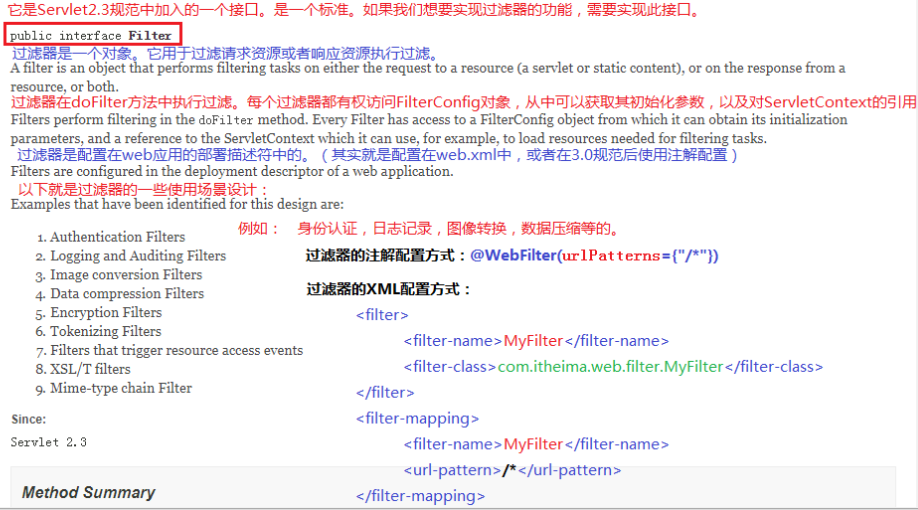 它是Servlet2.3规范中加入的一个接口。是一个标准。如果我们想要实现过滤器的功能，需要实现此接口。
public interface Filter
过滤器是一个对象。它用于过滤请求资源或者响应资源执行过滤。
A filter is an object that performs filtering tasks on either the request to a resource (a servlet or static content), or on the response from a
resource, or both.
过滤器在doFilter方法中执行过滤。每个过滤器都有权访问FilterConfig对象，从中可以获取其初始化参数，以及对ServletContext的引用
Filters perform filtering in the doFilter method. Every Filter has access to a FilterConfig object from which it can obtain its initialization
parameters, and a reference to the ServletContext which it can use, for example, to load resources needed for filtering tasks.
过滤器是配置在web应用的部署描述符中的。（其实就是配置在web.xml中，或者在3.0规范后使用注解配置）
Filters are configured in the deployment descriptor of a web application.
以下就是过滤器的一些使用场景设计：
Examples that have been identified for this design are:
例如： 身份认证，日志记录，图像转换，数据压缩等的。
1. Authentication Filters
2. Logging and Auditing Filters
3. Image conversion Filters
4. Data compression Filters
5. Encryption Filters
6. Tokenizing Filters
7. Filters that trigger resource access events
8. XSL/T filters
9. Mime-type chain Filter
Since:
Servlet 2.3
Method Summary
过滤器的注解配置方式：@WebFilter(urlPatterns={"/*"})
过滤器的XML配置方式：
<filter>
<filter-name>MyFilter</filter-name>
<filter-class>com.itheima.web.filter.MyFilter</filter-class>
</filter>
<filter-mapping>
<filter-name>MyFilter</filter-name>
<url-pattern>/*</url-pattern>
</filter-mapping>